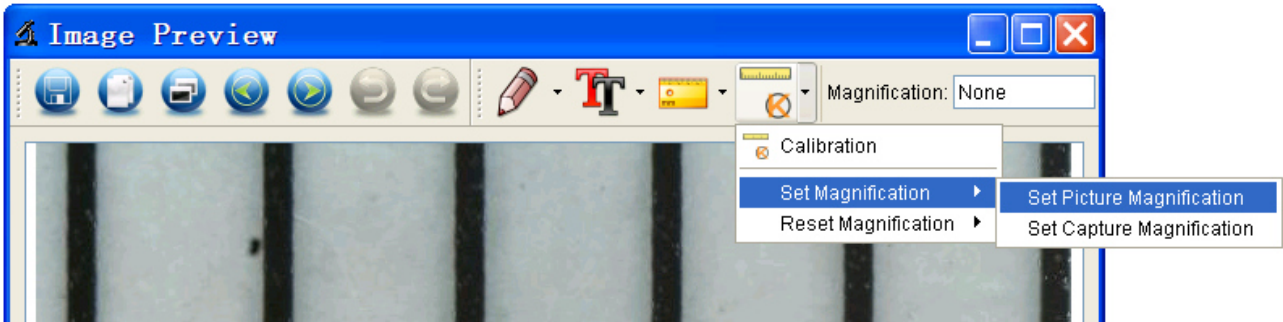 Image Preview
Magnification: None
Calibration
Set Magnification
Reset Magnification
Set Picture Magnification
Set Capture Magnification